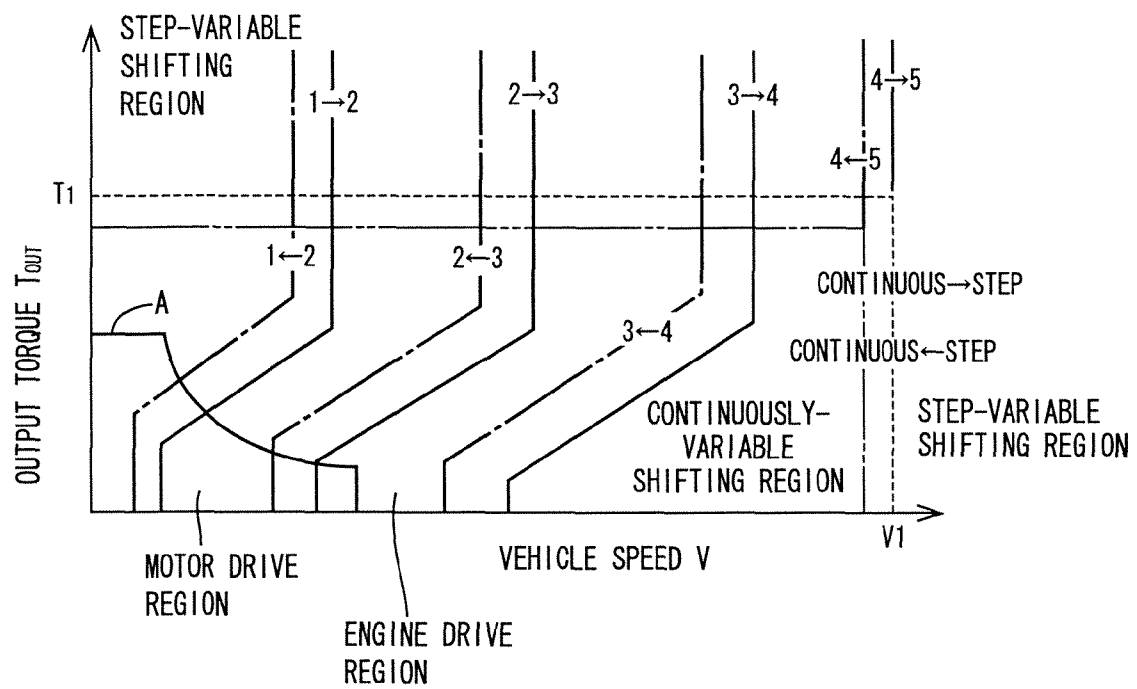 STEP-VARIABLE
SHIFTING
REGION
1→2
2→3
3→4
4→5
4←5
T1
1←2
2←3
3←4
CONTINUOUS→STEP
CONTINUOUS←STEP
A
OUTPUT TORQUE TOUT
CONTINUOUSLY-
VARIABLE
SHIFTING REGION
STEP-VARIABLE
SHIFTING REGION
V1
VEHICLE SPEED V
MOTOR DRIVE
REGION
ENGINE DRIVE
REGION